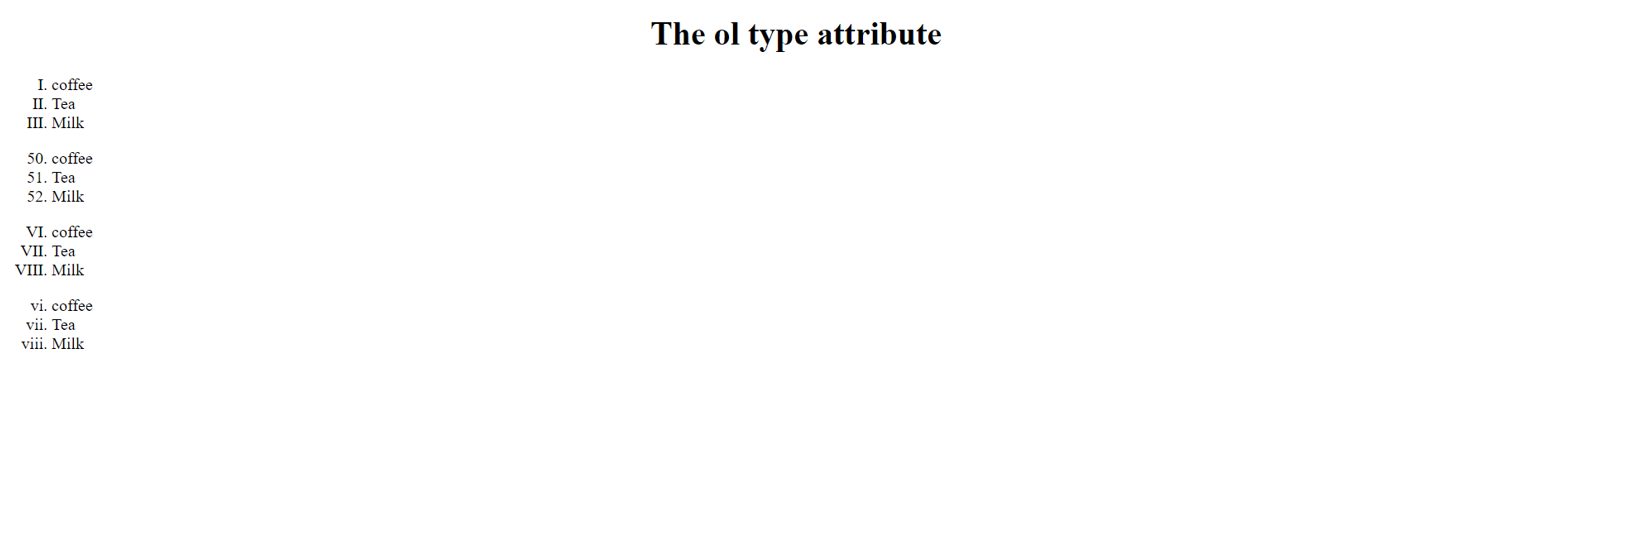 The ol type attribute
I. coffee
II. Tea
III. Milk
50. coffee
51. Tea
52. Milk
VI. coffee
VII. Tea
VIII. Milk
vi. coffee
vii. Tea
viii. Milk